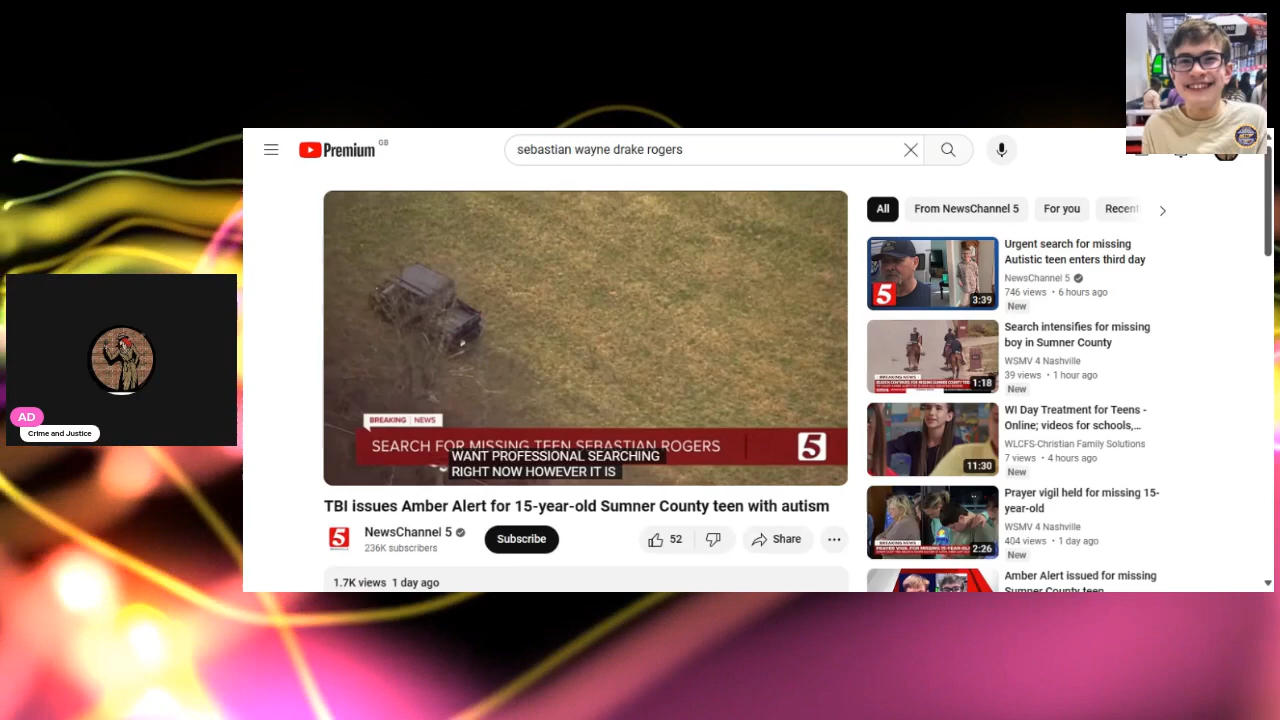 Premium GB
sebastian wayne drake rogers
BREAKING NEWS
SEARCH FOR MISSING TEEN SEBASTIAN ROGERS
5
WANT PROFESSIONAL SEARCHING
RIGHT NOW HOWEVER IT IS
TBI issues Amber Alert for 15-year-old Sumner County teen with autism
5
NewsChannel 5
236K subscribers
Subscribe
52
Share
1.7K views 1 day ago
All
From NewsChannel 5
For you
Recent
5
3:39
Urgent search for missing
Autistic teen enters third day
NewsChannel 5
746 views • 6 hours ago
New
BREAKING NEWS
1:18
Search intensifies for missing
boy in Sumner County
WSMV 4 Nashville
39 views • 1 hour ago
New
11:30
WI Day Treatment for Teens -
Online; videos for schools,...
WLCFS-Christian Family Solutions
7 views • 4 hours ago
New
BREAKING NEWS
2:26
Prayer vigil held for missing 15-
year-old
WSMV 4 Nashville
404 views • 1 day ago
New
Amber Alert issued for missing
Sumner County teen
AD
Crime and Justice